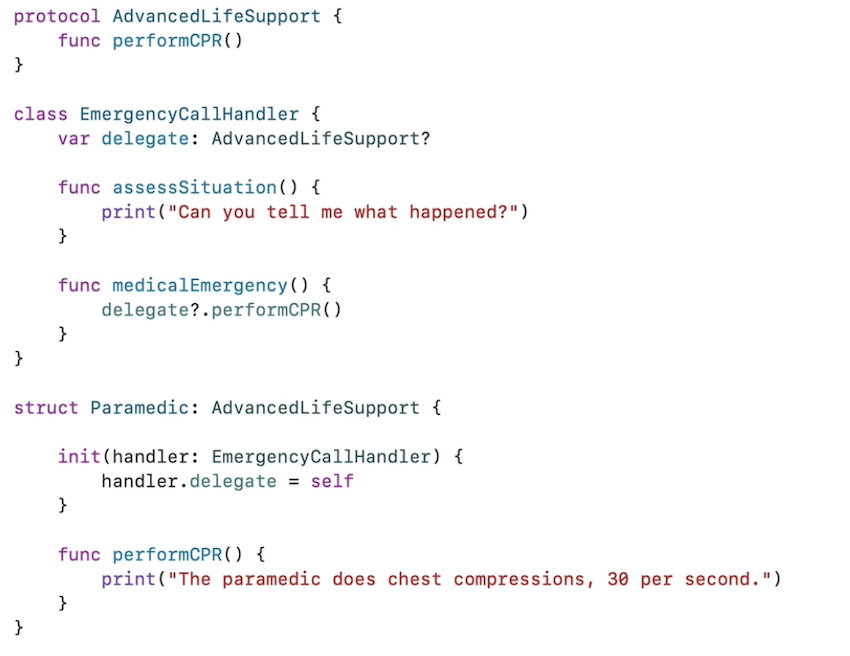 protocol AdvancedLifeSupport {
    func performCPR()
}

class EmergencyCallHandler {
    var delegate: AdvancedLifeSupport?

    func assessSituation() {
        print("Can you tell me what happened?")
    }

    func medicalEmergency() {
        delegate?.performCPR()
    }
}

struct Paramedic: AdvancedLifeSupport {

    init(handler: EmergencyCallHandler) {
        handler.delegate = self
    }

    func performCPR() {
        print("The paramedic does chest compressions, 30 per second.")
    }
}